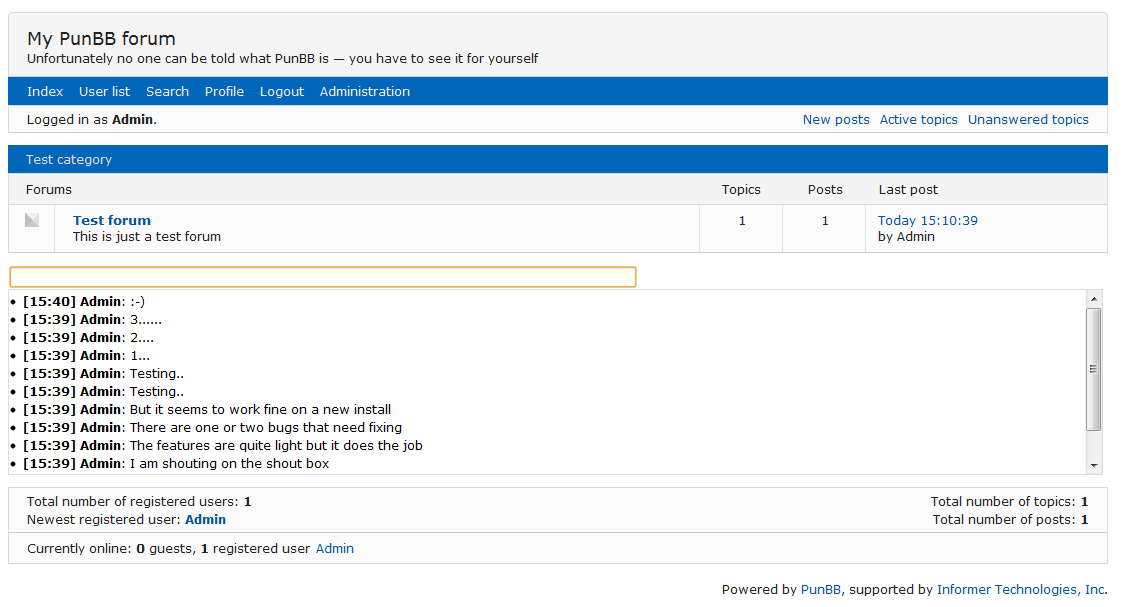 My PunBB forum
Unfortunately no one can be told what PunBB is — you have to see it for yourself
Index User list Search Profile Logout Administration
Logged in as Admin. New posts Active topics Unanswered topics
Test category
Forums Topics Posts Last post
Test forum 1 1 Today 15:10:39
This is just a test forum by Admin
• [15:40] Admin: :-)
• [15:39] Admin: 3......
• [15:39] Admin: 2....
• [15:39] Admin: 1...
• [15:39] Admin: Testing..
• [15:39] Admin: Testing..
• [15:39] Admin: But it seems to work fine on a new install
• [15:39] Admin: There are one or two bugs that need fixing
• [15:39] Admin: The features are quite light but it does the job
• [15:39] Admin: I am shouting on the shout box
Total number of registered users: 1 Total number of topics: 1
Newest registered user: Admin Total number of posts: 1
Currently online: 0 guests, 1 registered user Admin
Powered by PunBB, supported by Informer Technologies, Inc.